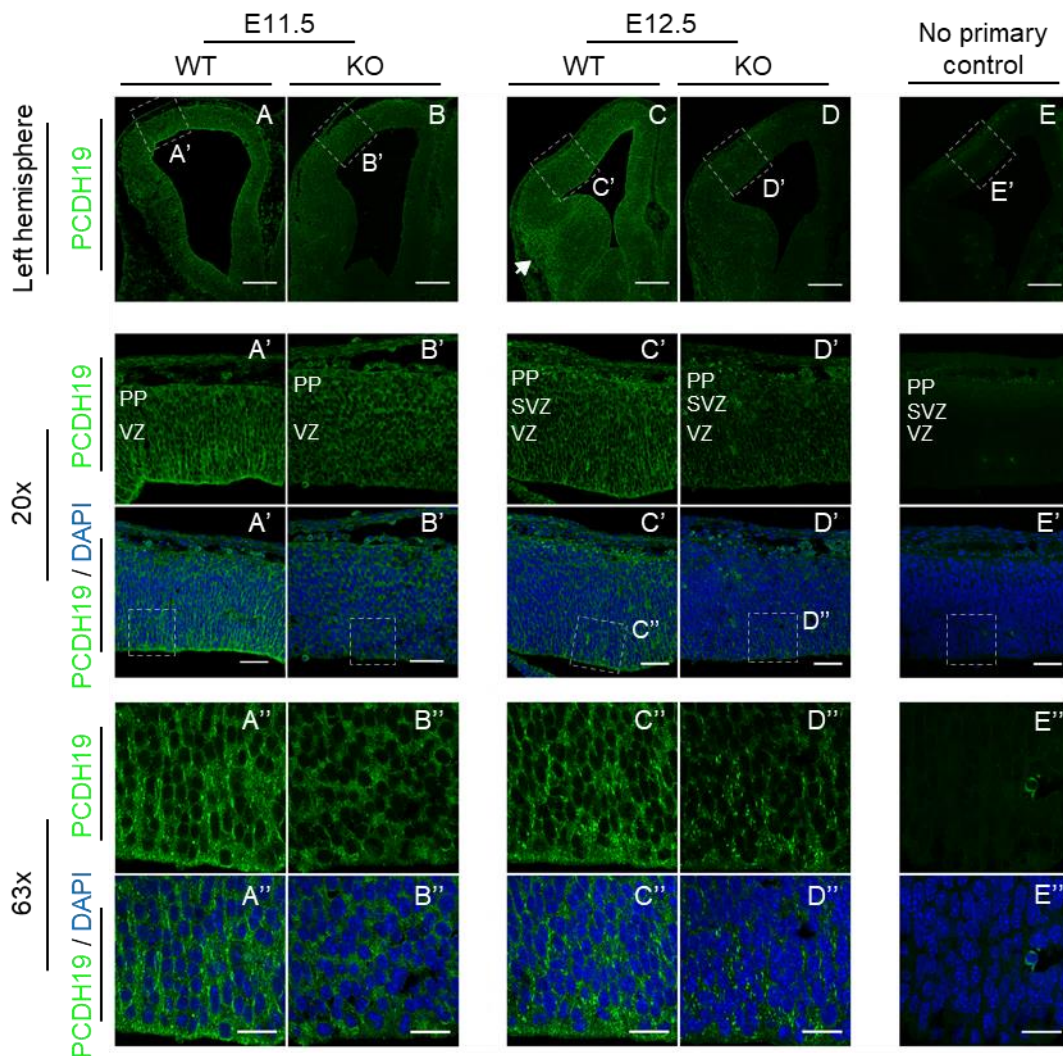 E11.5
E12.5
No primary control
WT
KO
WT
KO
Left hemisphere
PCDH19
A
A’
B
B’
C
C’
D
D’
E
E’
20x
PCDH19
A’
PP
VZ
B’
PP
VZ
C’
PP
SVZ
VZ
D’
PP
SVZ
VZ
E’
PP
SVZ
VZ
PCDH19 / DAPI
A’
B’
C’
C’’
D’
D’’
E’
63x
PCDH19
A’’
B’’
C’’
D’’
E’’
PCDH19 / DAPI
A’’
B’’
C’’
D’’
E’’